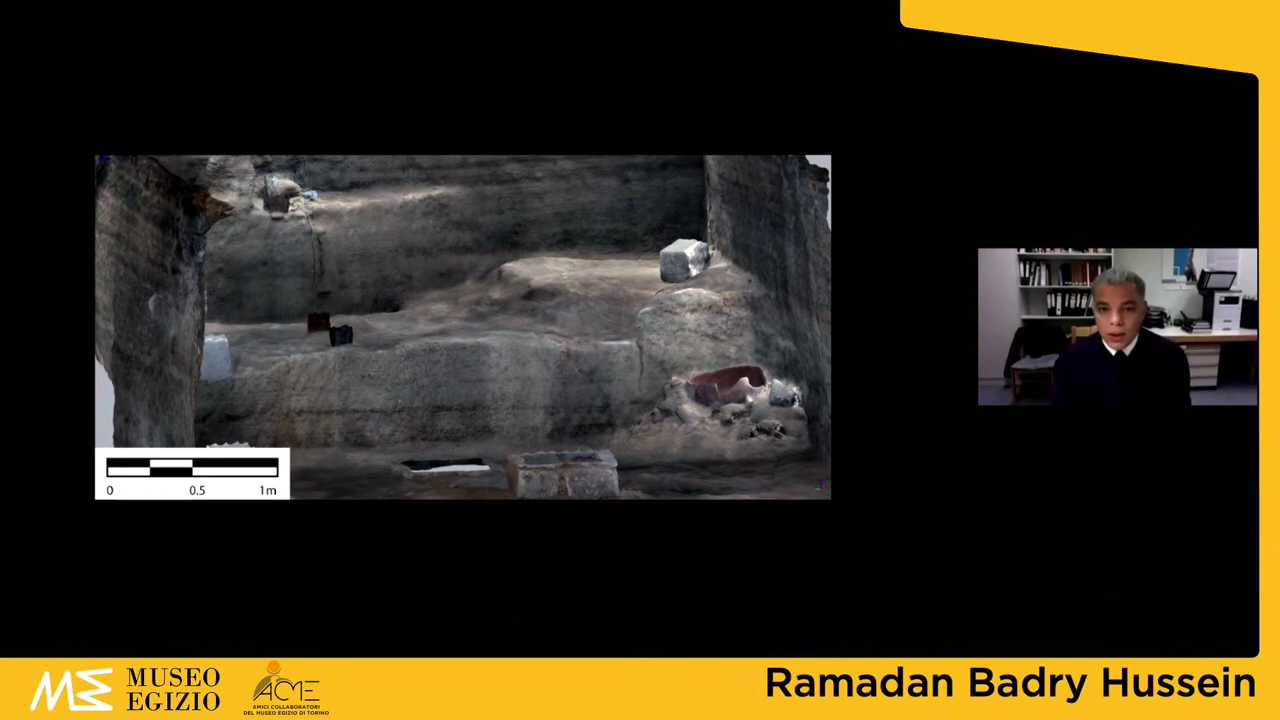 0 0.5 1m
MUSEO
EGIZIO
ACME
AMICI COLLABORATORI
DEL MUSEO EGIZIO DI TORINO
Ramadan Badry Hussein